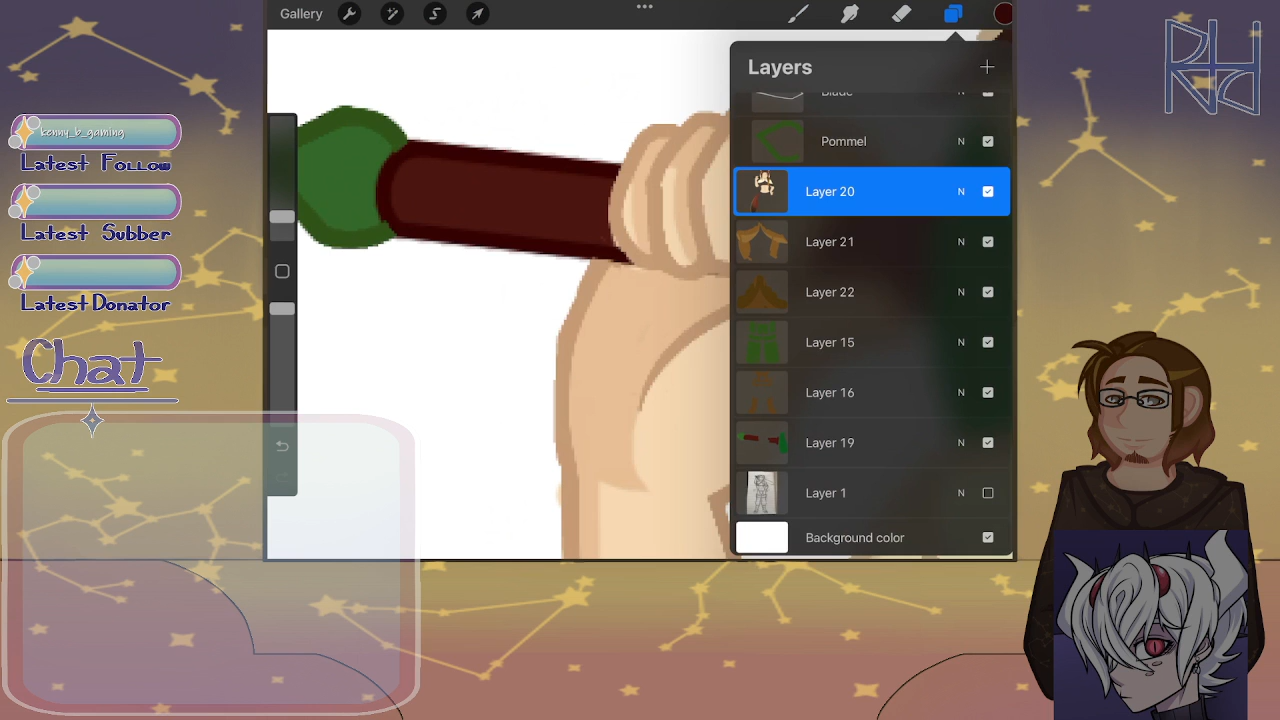 Gallery
Layers
Blade
Pommel
N
Layer 20
N
Layer 21
N
Layer 22
N
Layer 15
N
Layer 16
N
Layer 19
N
Layer 1
N
Background color
kenny_b_gaming
Latest Follow
Latest Subber
Latest Donator
Chat